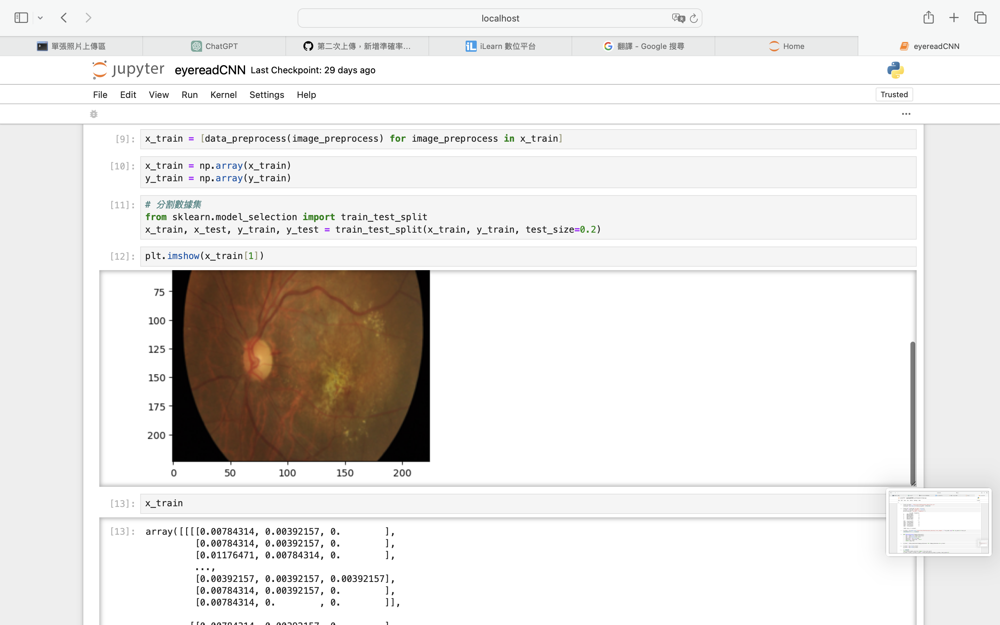 localhost
單張照片上傳區
ChatGPT
第二次上傳，新增準確率...
iLearn 數位平台
翻譯 - Google 搜尋
Home
eyereadCNN
jupyter eyereadCNN Last Checkpoint: 29 days ago
File Edit View Run Kernel Settings Help
Trusted
[9]: x_train = [data_preprocess(image_preprocess) for image_preprocess in x_train]
[10]: x_train = np.array(x_train)
y_train = np.array(y_train)
[11]: # 分割數據集
from sklearn.model_selection import train_test_split
x_train, x_test, y_train, y_test = train_test_split(x_train, y_train, test_size=0.2)
[12]: plt.imshow(x_train[1])
75
100
125
150
175
200
0 50 100 150 200
[13]: x_train
[13]: array([[[[0.00784314, 0.00392157, 0. ],
[0.00784314, 0.00392157, 0. ],
[0.01176471, 0.00784314, 0. ],
...,
[0.00392157, 0.00392157, 0.00392157],
[0.00784314, 0.00392157, 0. ],
[0.00784314, 0. , 0. ]],